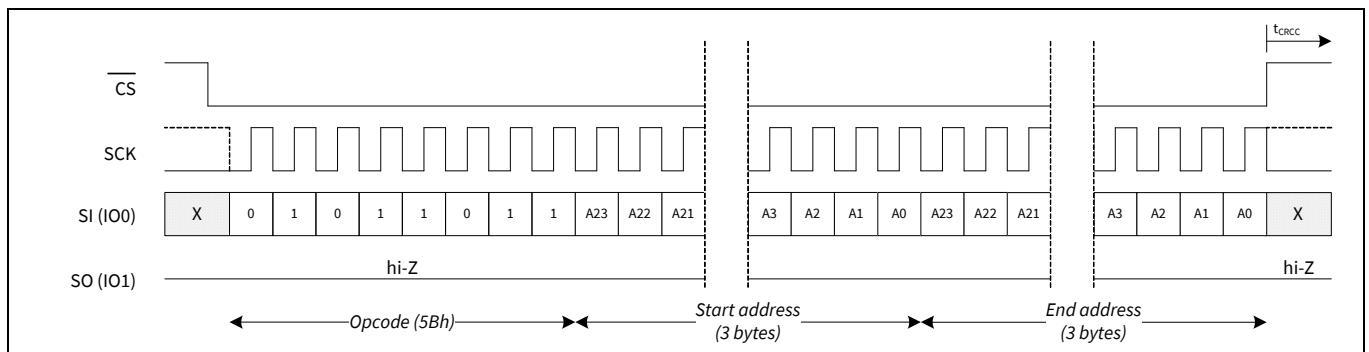 tCRCC
CS
SCK
SI (IO0) X 0 1 0 1 1 0 1 1 A23 A22 A21 A3 A2 A1 A0 A23 A22 A21 A3 A2 A1 A0 X
hi-Z hi-Z
SO (IO1)
Opcode (5Bh) Start address End address
(3 bytes) (3 bytes)